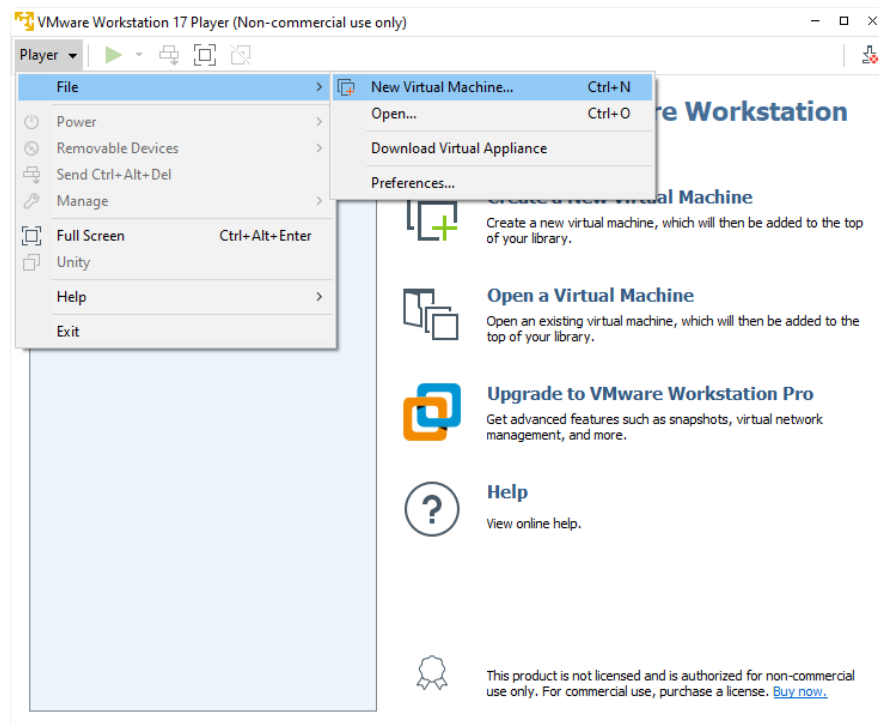 VMware Workstation 17 Player (Non-commercial use only)
Player
File
New Virtual Machine... Ctrl+N
Open... Ctrl+O
Download Virtual Appliance
Preferences...
Power
Removable Devices
Send Ctrl+Alt+Del
Manage
Full Screen Ctrl+Alt+Enter
Unity
Help
Exit
re Workstation
Create a New Virtual Machine
Create a new virtual machine, which will then be added to the top
of your library.
Open a Virtual Machine
Open an existing virtual machine, which will then be added to the
top of your library.
Upgrade to VMware Workstation Pro
Get advanced features such as snapshots, virtual network
management, and more.
Help
View online help.
This product is not licensed and is authorized for non-commercial
use only. For commercial use, purchase a license. Buy now.